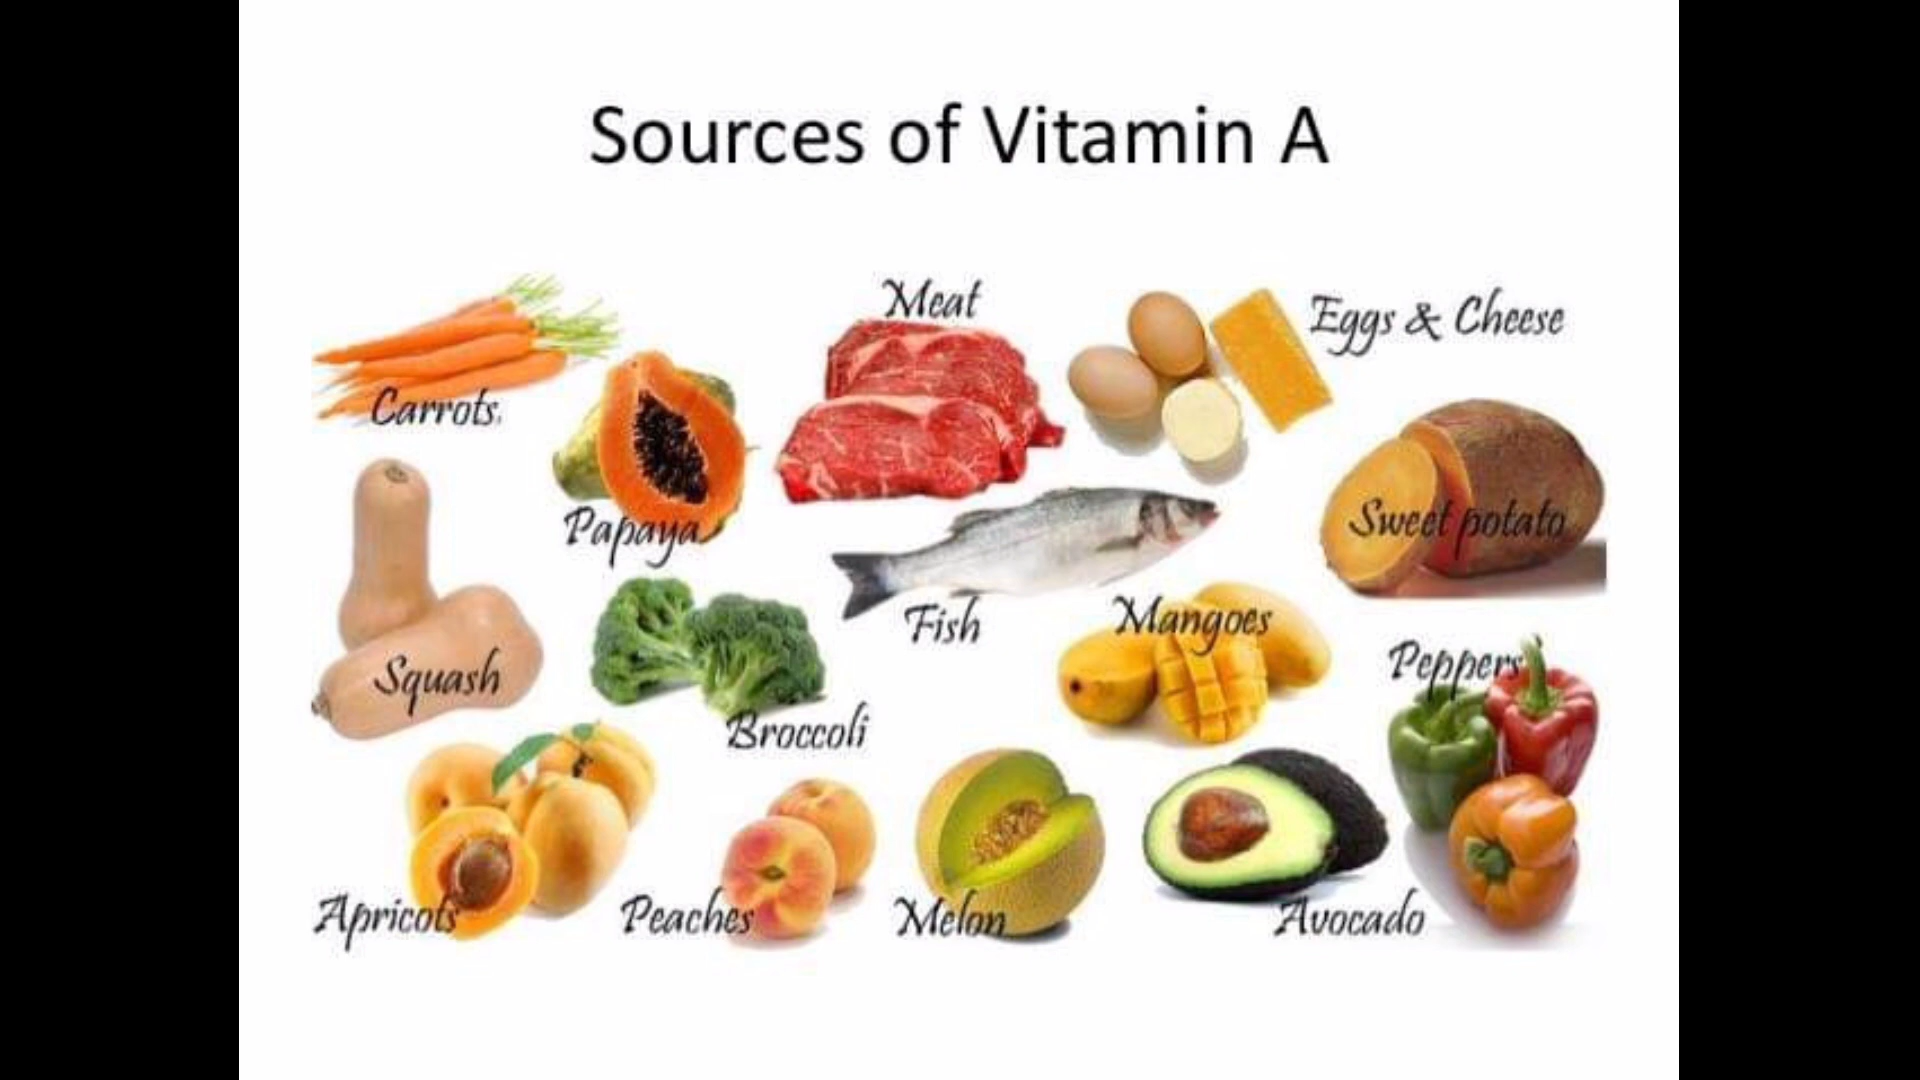 Sources of Vitamin A
Meat
Eggs & Cheese
Carrots
Papaya
Sweet potato
Fish
Mangoes
Squash
Peppers
Broccoli
Apricots
Peaches
Melon
Avocado